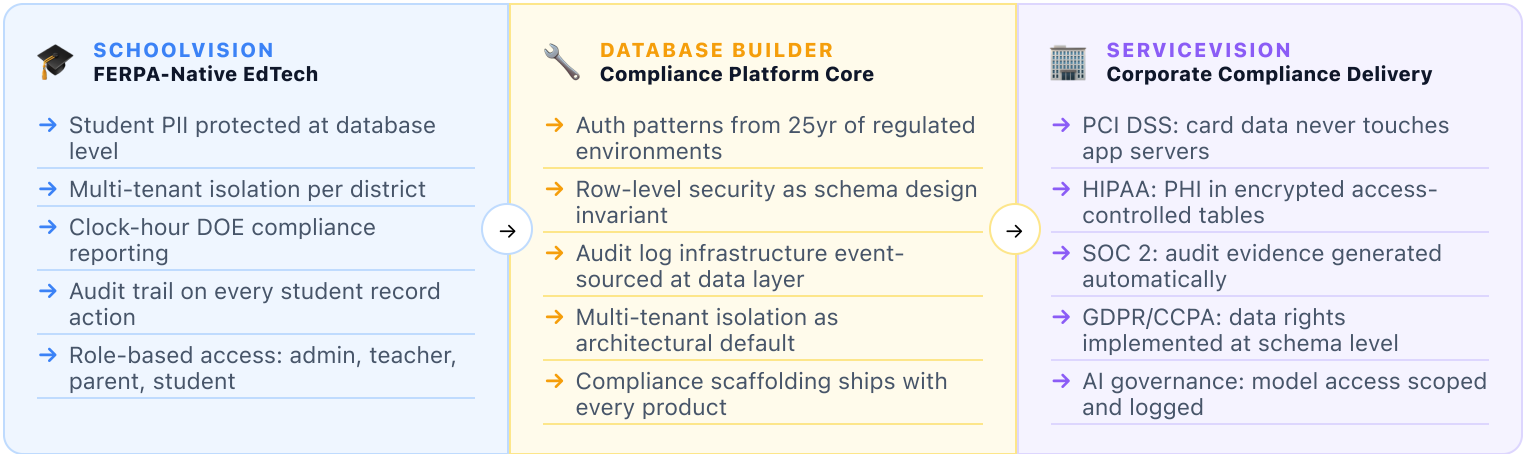 SCHOOLVISION
FERPA-Native EdTech
→ Student PII protected at database
level
→ Multi-tenant isolation per district
→ Clock-hour DOE compliance
reporting
→ Audit trail on every student record
action
→ Role-based access: admin, teacher,
parent, student
→
DATABASE BUILDER
Compliance Platform Core
→ Auth patterns from 25yr of regulated
environments
→ Row-level security as schema design
invariant
→ Audit log infrastructure event-
sourced at data layer
→ Multi-tenant isolation as
architectural default
→ Compliance scaffolding ships with
every product
→
SERVICEVISION
Corporate Compliance Delivery
→ PCI DSS: card data never touches
app servers
→ HIPAA: PHI in encrypted access-
controlled tables
→ SOC 2: audit evidence generated
automatically
→ GDPR/CCPA: data rights
implemented at schema level
→ AI governance: model access scoped
and logged